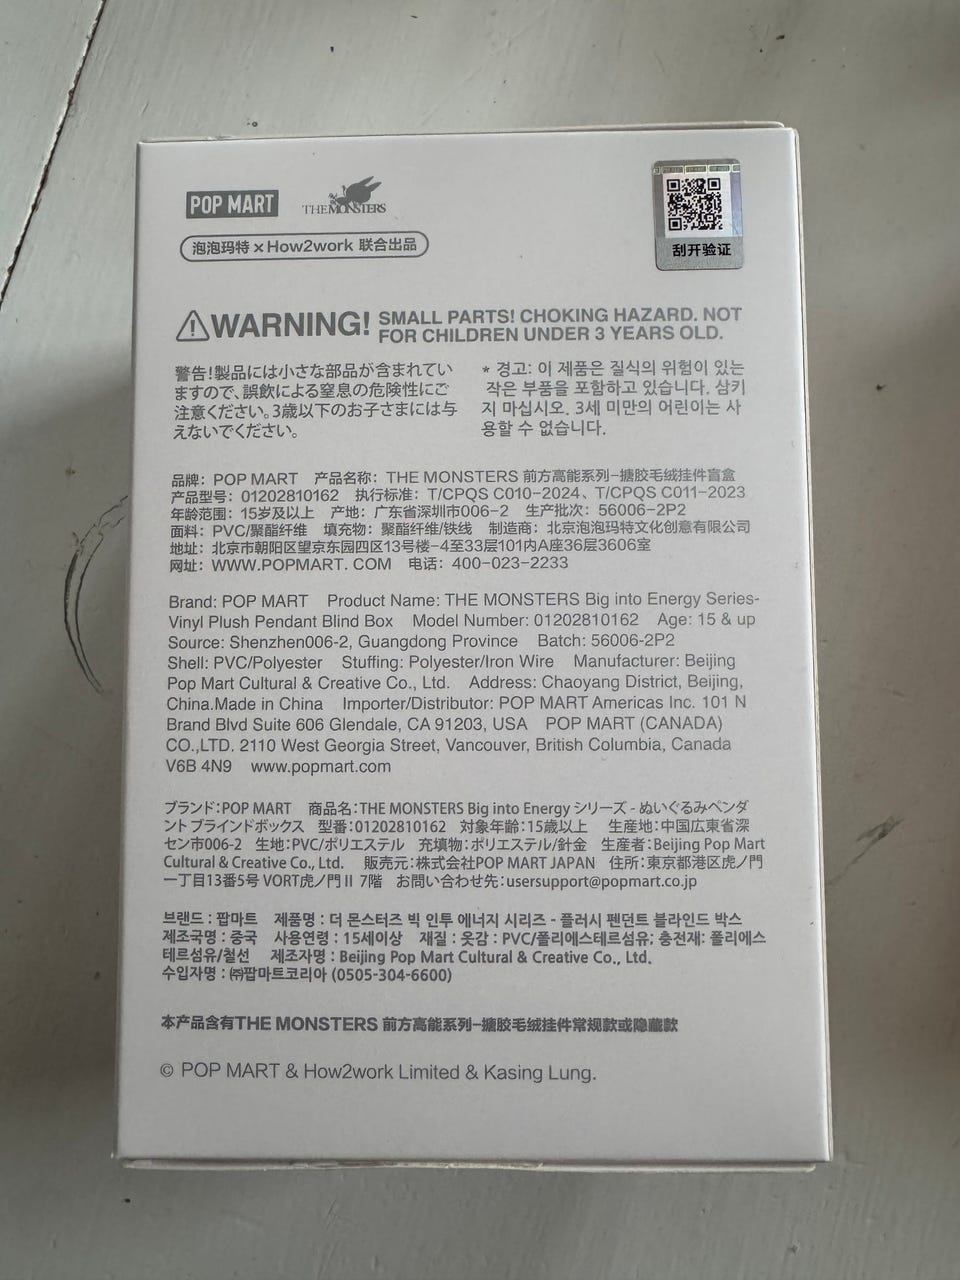 POP MART
THE MONSTERS
泡泡玛特×How2work 联合出品
刮开验证
WARNING! SMALL PARTS! CHOKING HAZARD. NOT
FOR CHILDREN UNDER 3 YEARS OLD.
警告!製品には小さな部品が含まれてい
ますので、誤飲による窒息の危険性にご
注意ください。3歳以下のお子さまには与
えないでください。
* 경고: 이 제품은 질식의 위험이 있는
작은 부품을 포함하고 있습니다. 삼키
지 마십시오. 3세 미만의 어린이는 사
용할 수 없습니다.
品牌：POP MART 产品名称：THE MONSTERS 前方高能系列-搪胶毛绒挂件盲盒
产品型号：01202810162 执行标准：T/CPQS C010-2024、T/CPQS C011-2023
年龄范围：15岁及以上 产地：广东省深圳市006-2 生产批次：56006-2P2
面料：PVC/聚酯纤维 填充物：聚酯纤维/铁线 制造商：北京泡泡玛特文化创意有限公司
地址：北京市朝阳区望京东园四区13号楼-4至33层101内A座36层3606室
网址：WWW.POPMART. COM 电话：400-023-2233
Brand: POP MART Product Name: THE MONSTERS Big into Energy Series-
Vinyl Plush Pendant Blind Box Model Number: 01202810162 Age: 15 & up
Source: Shenzhen006-2, Guangdong Province Batch: 56006-2P2
Shell: PVC/Polyester Stuffing: Polyester/Iron Wire Manufacturer: Beijing
Pop Mart Cultural & Creative Co., Ltd. Address: Chaoyang District, Beijing,
China.Made in China Importer/Distributor: POP MART Americas Inc. 101 N
Brand Blvd Suite 606 Glendale, CA 91203, USA POP MART (CANADA)
CO.,LTD. 2110 West Georgia Street, Vancouver, British Columbia, Canada
V6B 4N9 www.popmart.com
ブランド：POP MART 商品名：THE MONSTERS Big into Energy シリーズ - ぬいぐるみペンダ
ント ブラインドボックス 型番：01202810162 対象年齢：15歳以上 生産地：中国広東省深
セン市006-2 生地：PVC/ポリエステル 充填物：ポリエステル/針金 生産者：Beijing Pop Mart
Cultural & Creative Co., Ltd. 販売元：株式会社POP MART JAPAN 住所：東京都港区虎ノ門
一丁目13番5号 VORT虎ノ門Ⅱ 7階 お問い合わせ先：usersupport@popmart.co.jp
브랜드 : 팝마트 제품명 : 더 몬스터즈 빅 인투 에너지 시리즈 - 플러시 펜던트 블라인드 박스
제조국명 : 중국 사용연령 : 15세이상 재질 : 옷감 : PVC/폴리에스테르섬유; 충전재: 폴리에스
테르섬유/철선 제조자명 : Beijing Pop Mart Cultural & Creative Co., Ltd.
수입자명 : ㈜팝마트코리아 (0505-304-6600)
本产品含有THE MONSTERS 前方高能系列-搪胶毛绒挂件常规款或隐藏款
© POP MART & How2work Limited & Kasing Lung.